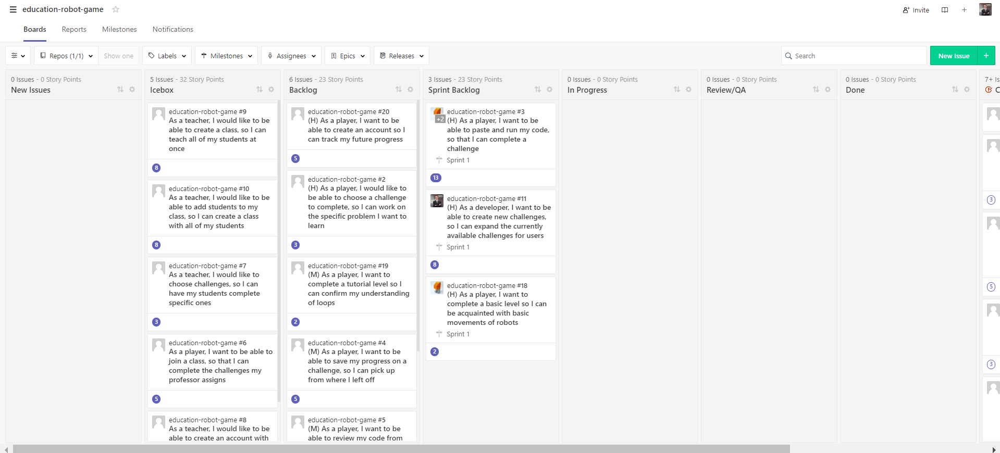 education-robot-game
Invite
Boards Reports Milestones Notifications
Repos (1/1) Show one Labels Milestones Assignees Epics Releases Search New Issue +
0 Issues - 0 Story Points
New Issues
5 Issues - 32 Story Points
Icebox
education-robot-game #9
As a teacher, I would like to be
able to create a class, so I can
teach all of my students at
once
8
education-robot-game #10
As a teacher, I would like to be
able to add students to my
class, so I can create a class
with all of my students
8
education-robot-game #7
As a teacher, I would like to
choose challenges, so I can
have my students complete
specific ones
3
education-robot-game #6
As a player, I want to be able to
join a class, so that I can
complete the challenges my
professor assigns
5
education-robot-game #8
As a teacher, I would like to be
able to create an account with
6 Issues - 23 Story Points
Backlog
education-robot-game #20
(H) As a player, I want to be
able to create an account so I
can track my future progress
5
education-robot-game #2
(H) As a player, I would like to
be able to choose a challenge
to complete, so I can work on
the specific problem I want to
learn
3
education-robot-game #19
(M) As a player, I want to
complete a tutorial level so I
can confirm my understanding
of loops
2
education-robot-game #4
(M) As a player, I want to be
able to save my progress on a
challenge, so I can pick up
from where I left off
5
education-robot-game #5
(M) As a player, I want to be
able to review my code from
3 Issues - 23 Story Points
Sprint Backlog
+2
education-robot-game #3
(H) As a player, I want to be
able to paste and run my code,
so that I can complete a
challenge
Sprint 1
13
education-robot-game #11
(H) As a developer, I want to be
able to create new challenges,
so I can expand the currently
available challenges for users
Sprint 1
8
education-robot-game #18
(H) As a player, I want to
complete a basic level so I can
be acquainted with basic
movements of robots
Sprint 1
2
0 Issues - 0 Story Points
In Progress
0 Issues - 0 Story Points
Review/QA
0 Issues - 0 Story Points
Done
7+ Is
C
3
5
3